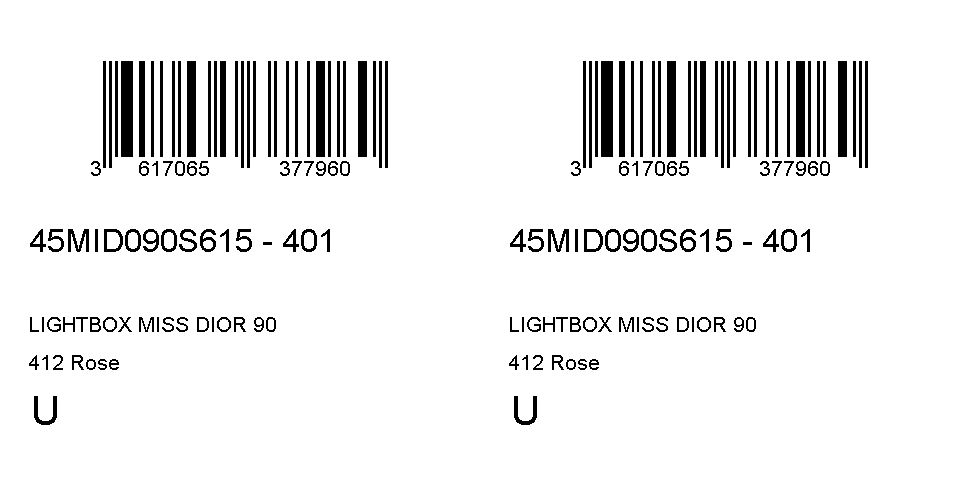 3 617065 377960
45MID090S615 - 401
LIGHTBOX MISS DIOR 90
412 Rose
U
3 617065 377960
45MID090S615 - 401
LIGHTBOX MISS DIOR 90
412 Rose
U